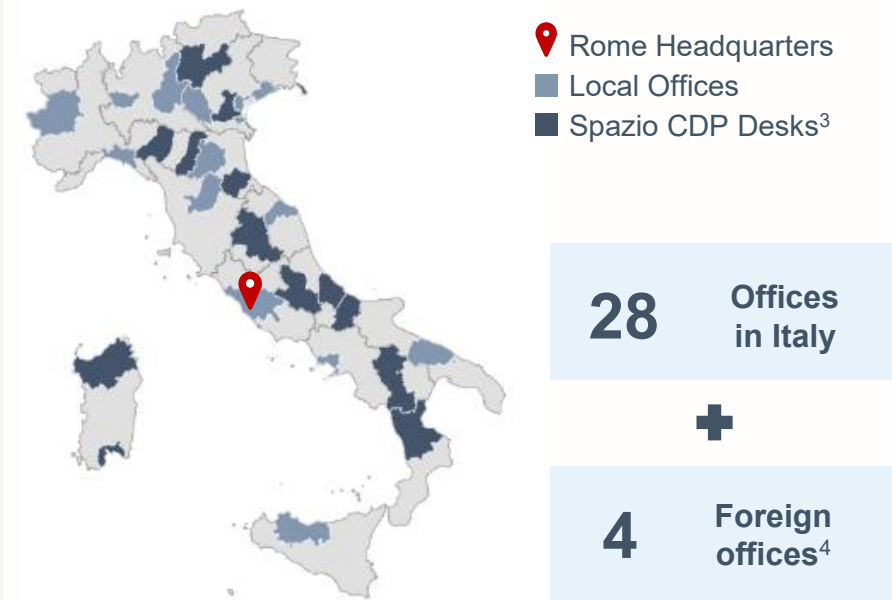 Rome Headquarters
Local Offices
Spazio CDP Desks³
28
Offices
in Italy
4
Foreign
offices⁴